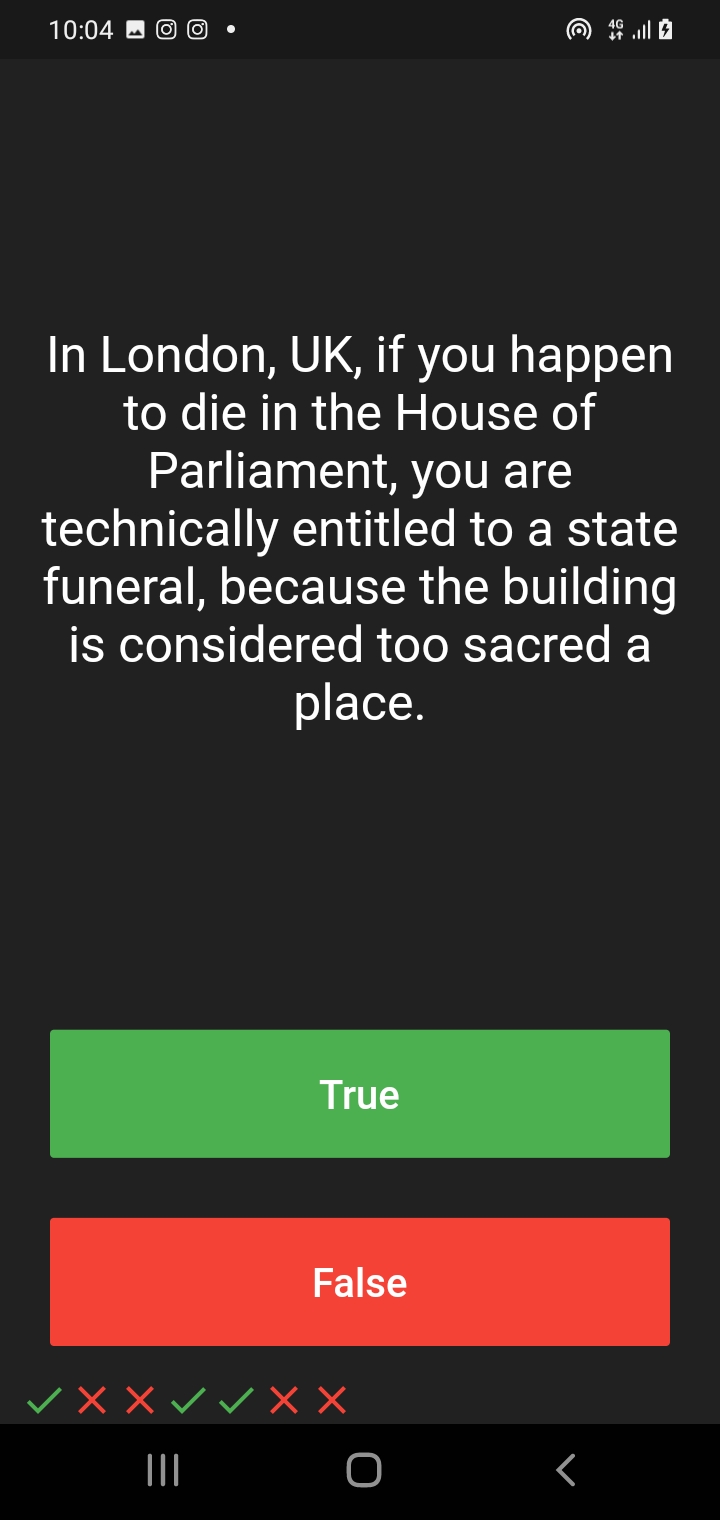 10:04
4G
In London, UK, if you happen
to die in the House of
Parliament, you are
technically entitled to a state
funeral, because the building
is considered too sacred a
place.
True
False